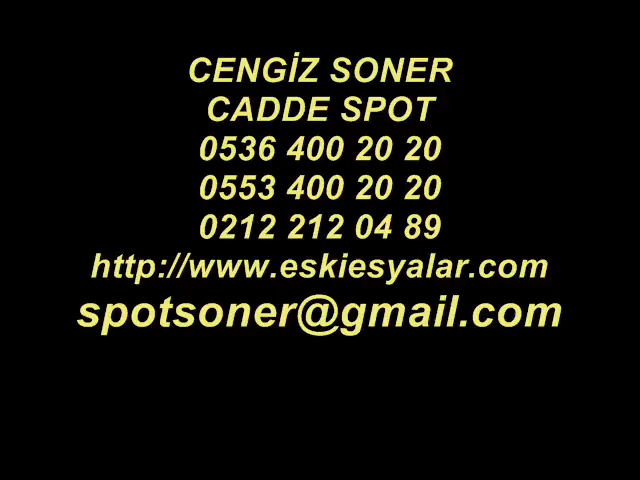 CENGİZ SONER
CADDE SPOT
0536 400 20 20
0553 400 20 20
0212 212 04 89
http://www.eskiesyalar.com
spotsoner@gmail.com